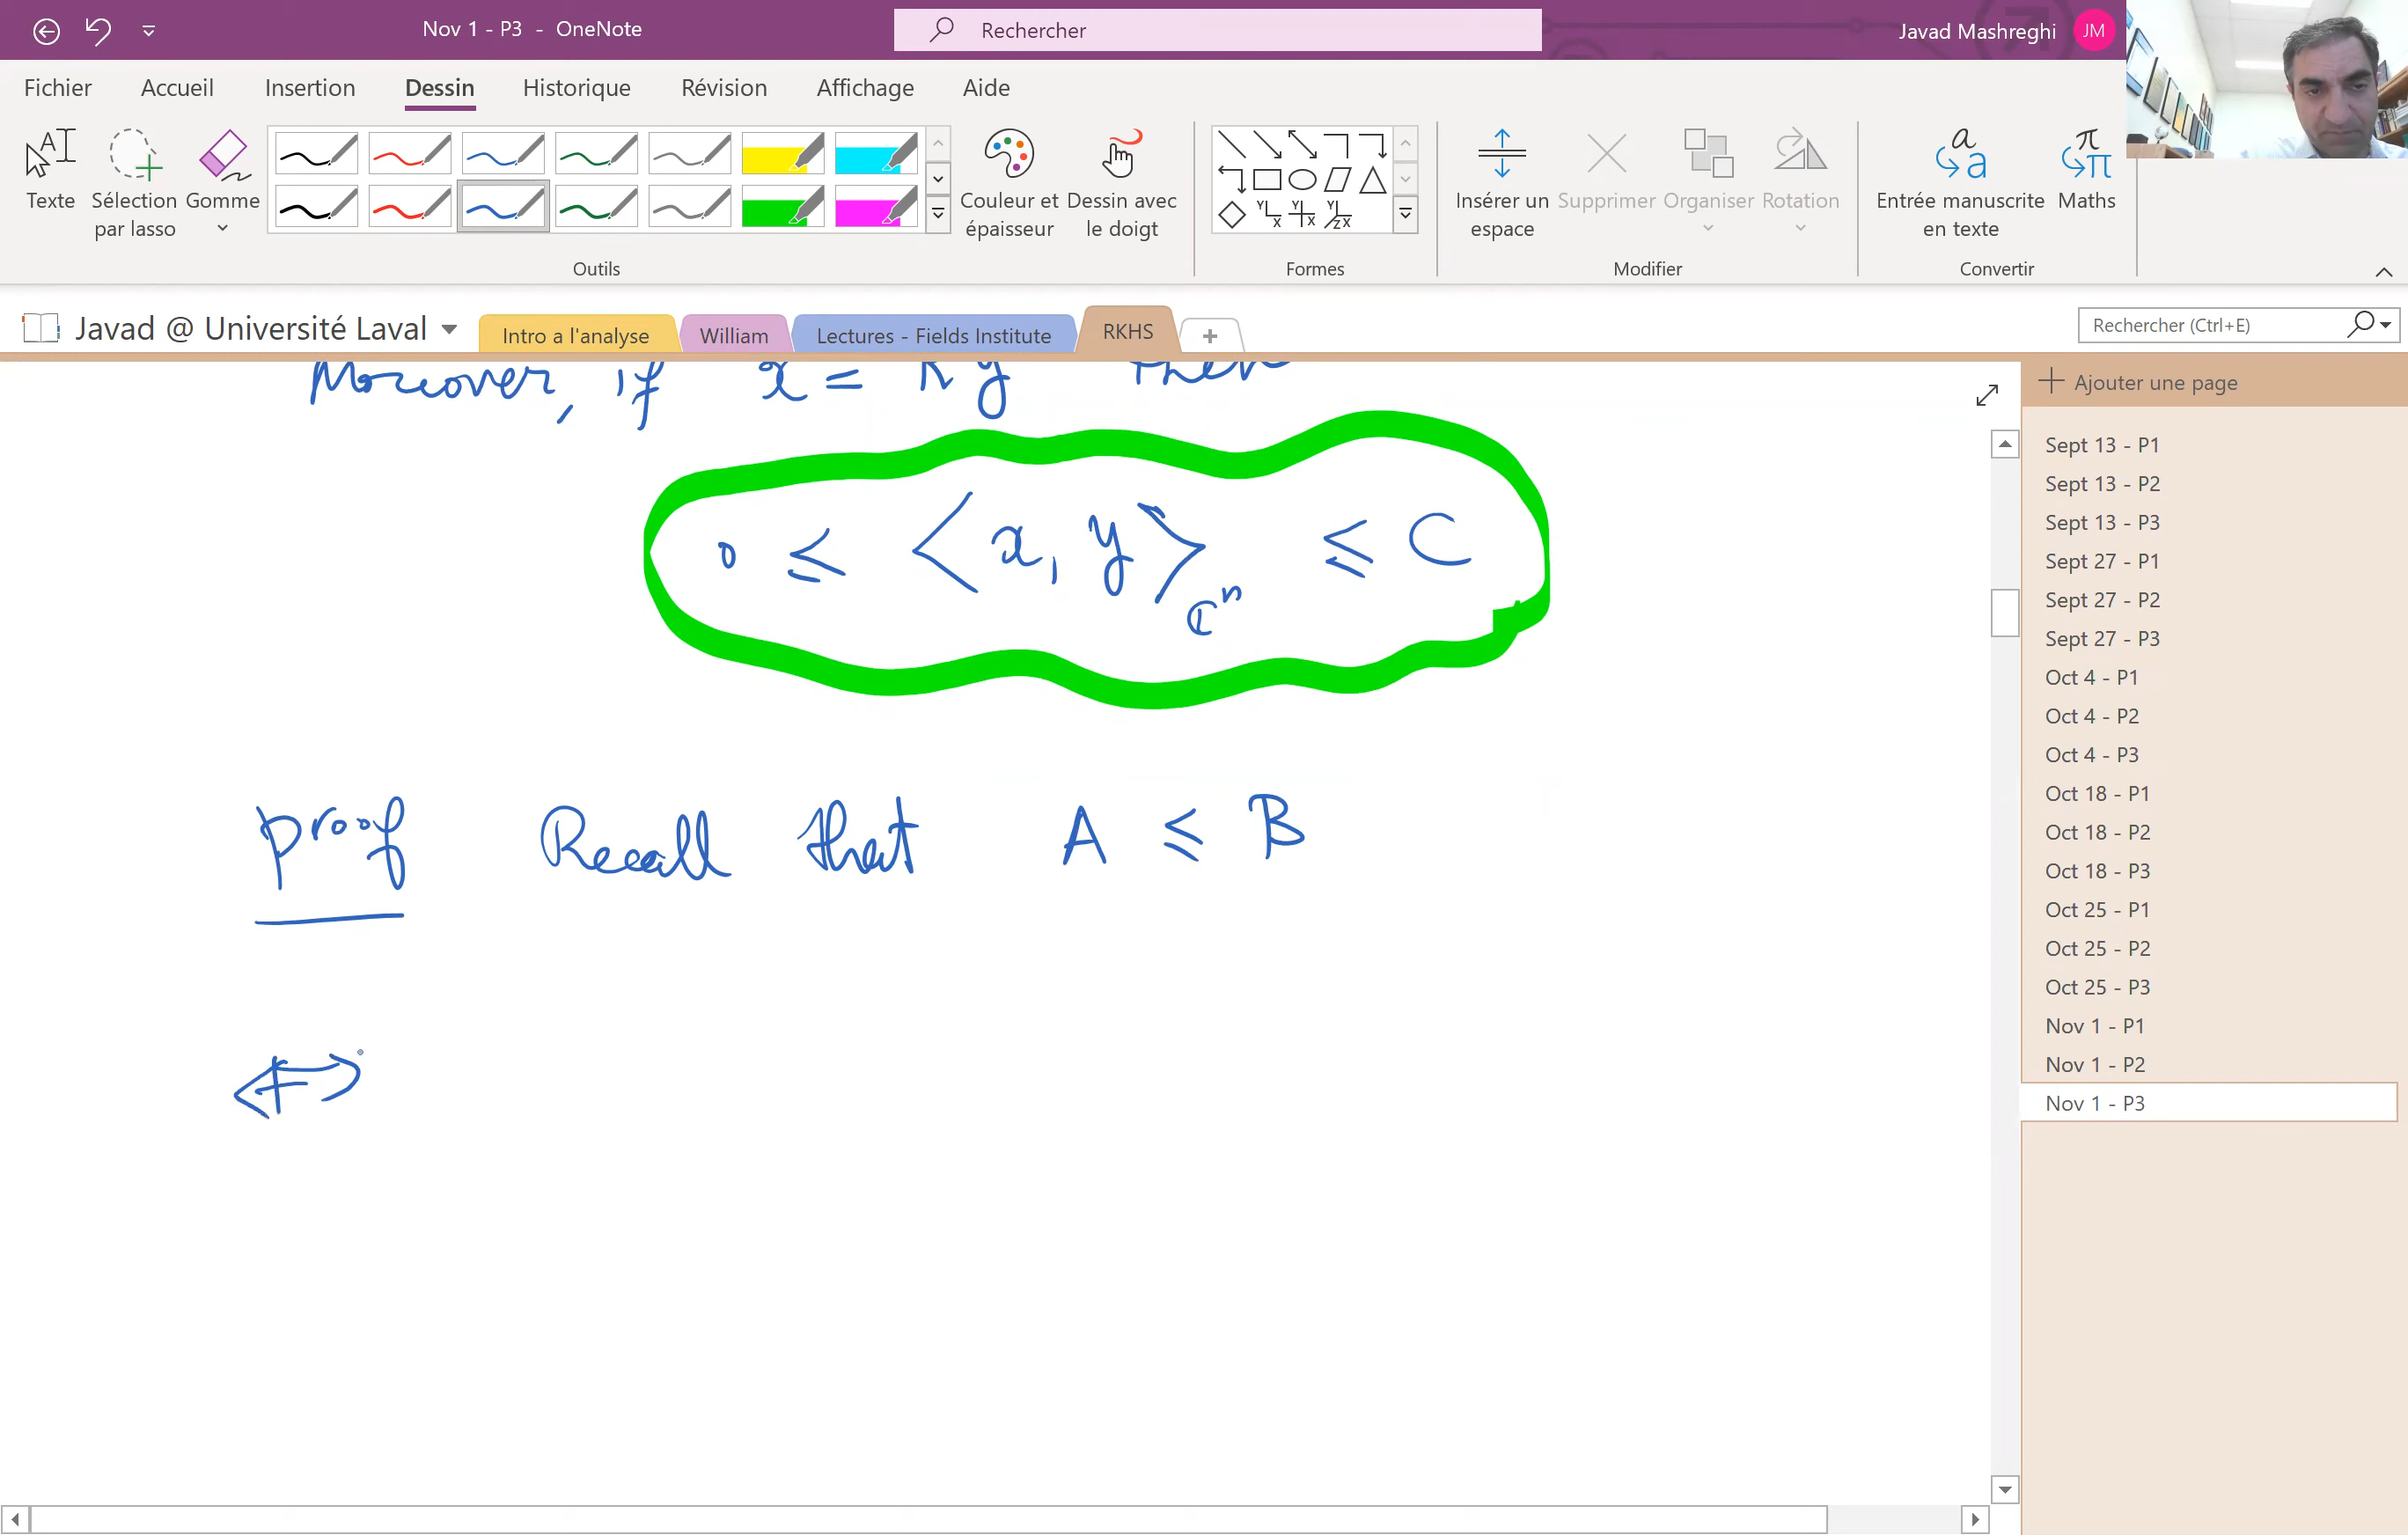 Nov 1 - P3 - OneNote
Rechercher
Javad Mashreghi
JM
Fichier Accueil Insertion Dessin Historique Révision Affichage Aide
Texte
Sélection par lasso
Gomme
Couleur et épaisseur
Dessin avec le doigt
Insérer un espace
Supprimer
Organiser
Rotation
Entrée manuscrite en texte
Maths
Outils
Formes
Modifier
Convertir
Javad @ Université Laval
Intro a l'analyse
William
Lectures - Fields Institute
RKHS
Rechercher (Ctrl+E)
Moreover, if x = K y then
0 ≤ <x, y>_{ℂ^n} ≤ C
proof Recall that A ≤ B
⟺
Ajouter une page
Sept 13 - P1
Sept 13 - P2
Sept 13 - P3
Sept 27 - P1
Sept 27 - P2
Sept 27 - P3
Oct 4 - P1
Oct 4 - P2
Oct 4 - P3
Oct 18 - P1
Oct 18 - P2
Oct 18 - P3
Oct 25 - P1
Oct 25 - P2
Oct 25 - P3
Nov 1 - P1
Nov 1 - P2
Nov 1 - P3